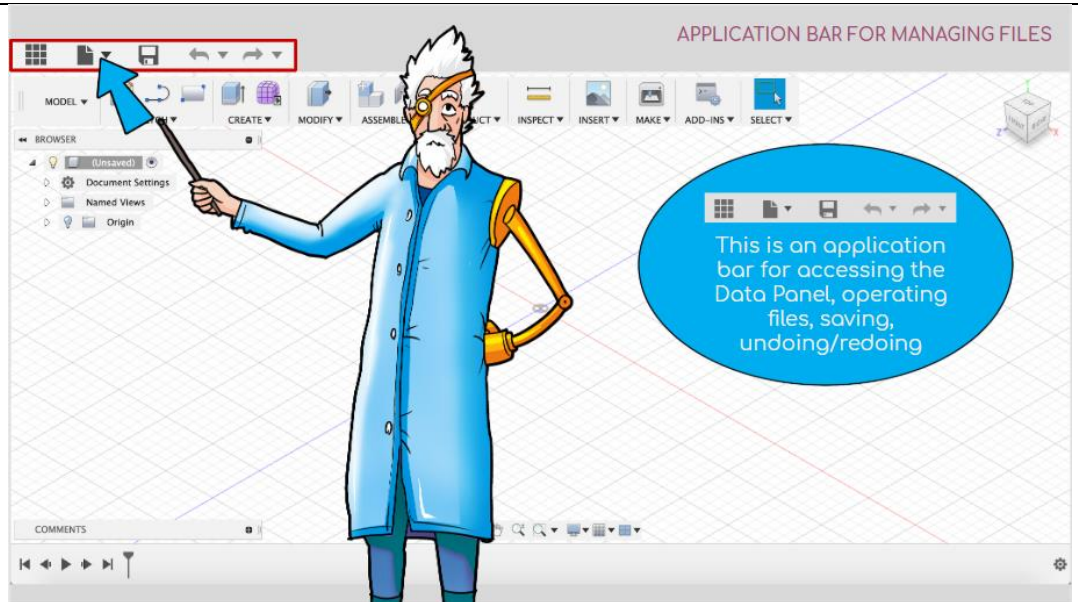 APPLICATION BAR FOR MANAGING FILES
MODEL
CREATE
MODIFY
INSPECT
INSERT
MAKE
ADD-INS
SELECT
BROWSER
TOP
(Unsaved)
Document Settings
Named Views
Origin
This is an application
bar for accessing the
Data Panel, operating
files, saving,
undoing/redoing
COMMENTS